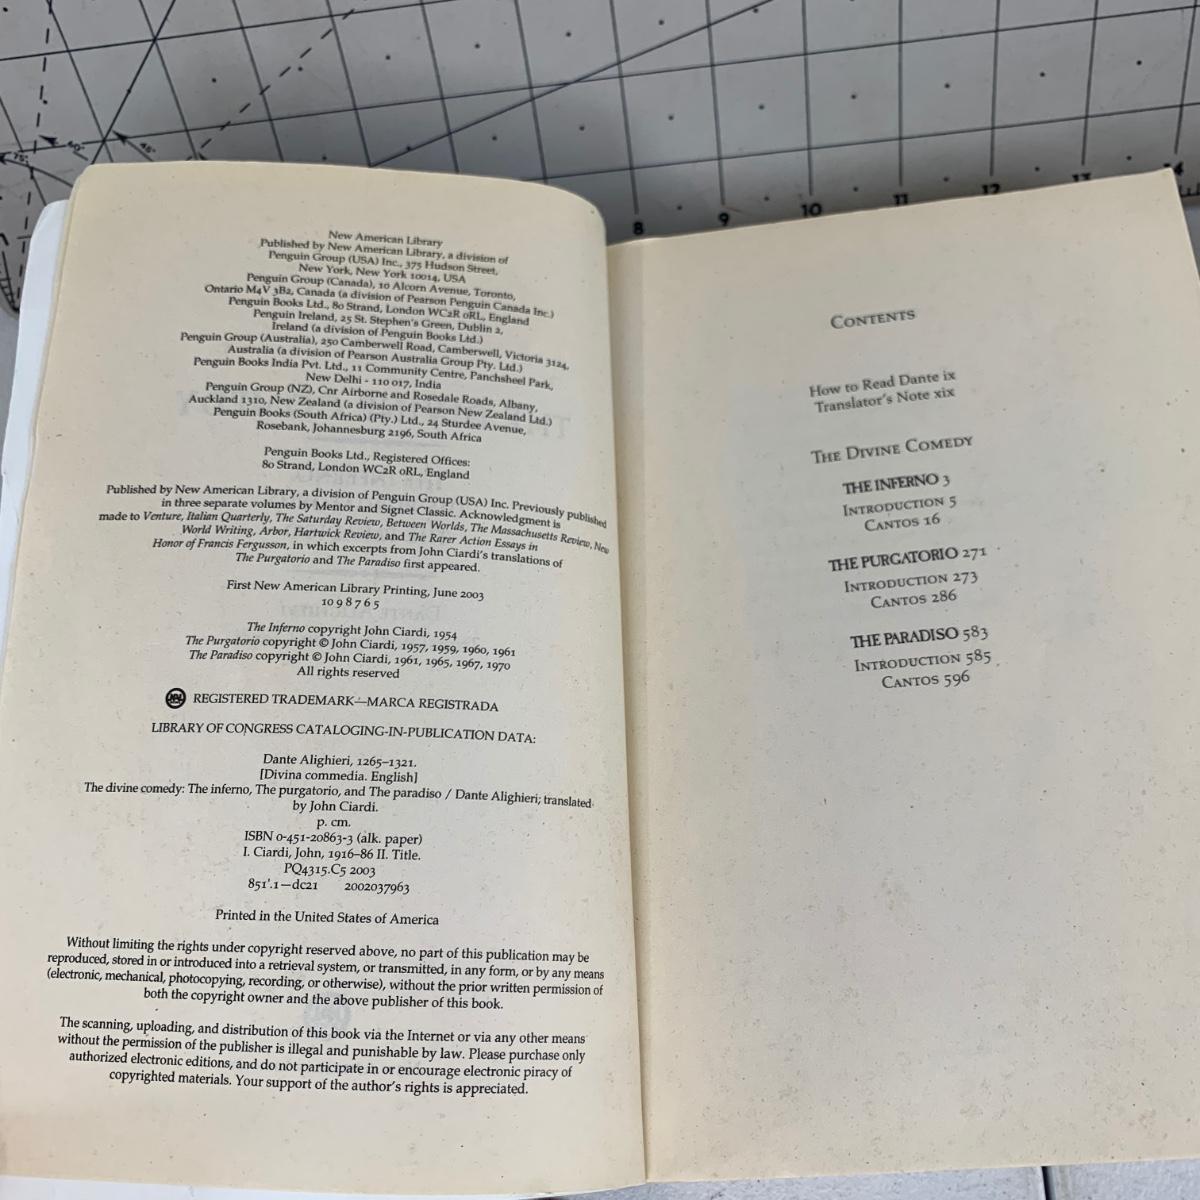 New American Library
Published by New American Library, a division of
Penguin Group (USA) Inc., 375 Hudson Street,
New York, New York 10014, USA
Penguin Group (Canada), 10 Alcorn Avenue, Toronto,
Ontario M4V 3B2, Canada (a division of Pearson Penguin Canada Inc.)
Penguin Books Ltd., 80 Strand, London WC2R 0RL, England
Penguin Ireland, 25 St. Stephen's Green, Dublin 2,
Ireland (a division of Penguin Books Ltd.)
Penguin Group (Australia), 250 Camberwell Road, Camberwell, Victoria 3124,
Australia (a division of Pearson Australia Group Pty. Ltd.)
Penguin Books India Pvt. Ltd., 11 Community Centre, Panchsheel Park,
New Delhi - 110 017, India
Penguin Group (NZ), Cnr Airborne and Rosedale Roads, Albany,
Auckland 1310, New Zealand (a division of Pearson New Zealand Ltd.)
Penguin Books (South Africa) (Pty.) Ltd., 24 Sturdee Avenue,
Rosebank, Johannesburg 2196, South Africa
Penguin Books Ltd., Registered Offices:
80 Strand, London WC2R 0RL, England
Published by New American Library, a division of Penguin Group (USA) Inc. Previously published
in three separate volumes by Mentor and Signet Classic. Acknowledgment is
made to Venture, Italian Quarterly, The Saturday Review, Between Worlds, The Massachusetts Review, New
World Writing, Arbor, Hartwick Review, and The Rarer Action Essays in
Honor of Francis Fergusson, in which excerpts from John Ciardi's translations of
The Purgatorio and The Paradiso first appeared.
First New American Library Printing, June 2003
10 9 8 7 6 5
The Inferno copyright John Ciardi, 1954
The Purgatorio copyright © John Ciardi, 1957, 1959, 1960, 1961
The Paradiso copyright © John Ciardi, 1961, 1965, 1967, 1970
All rights reserved
REGISTERED TRADEMARK—MARCA REGISTRADA
LIBRARY OF CONGRESS CATALOGING-IN-PUBLICATION DATA:
Dante Alighieri, 1265–1321.
[Divina commedia. English]
The divine comedy: The inferno, The purgatorio, and The paradiso / Dante Alighieri; translated
by John Ciardi.
p. cm.
ISBN 0-451-20863-3 (alk. paper)
I. Ciardi, John, 1916–86 II. Title.
PQ4315.C5 2003
851'.1—dc21 2002037963
Printed in the United States of America
Without limiting the rights under copyright reserved above, no part of this publication may be
reproduced, stored in or introduced into a retrieval system, or transmitted, in any form, or by any means
(electronic, mechanical, photocopying, recording, or otherwise), without the prior written permission of
both the copyright owner and the above publisher of this book.
The scanning, uploading, and distribution of this book via the Internet or via any other means
without the permission of the publisher is illegal and punishable by law. Please purchase only
authorized electronic editions, and do not participate in or encourage electronic piracy of
copyrighted materials. Your support of the author's rights is appreciated.
CONTENTS
How to Read Dante ix
Translator's Note xix
THE DIVINE COMEDY
THE INFERNO 3
INTRODUCTION 5
CANTOS 16
THE PURGATORIO 271
INTRODUCTION 273
CANTOS 286
THE PARADISO 583
INTRODUCTION 585
CANTOS 596
8 9 10 11 12 13 14